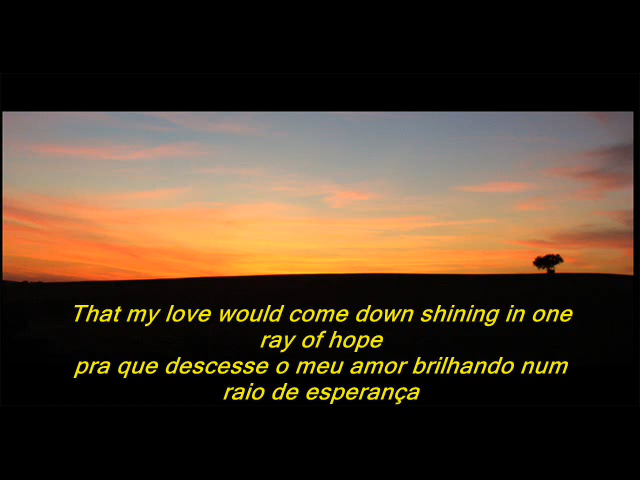 That my love would come down shining in one
ray of hope
pra que descesse o meu amor brilhando num
raio de esperança